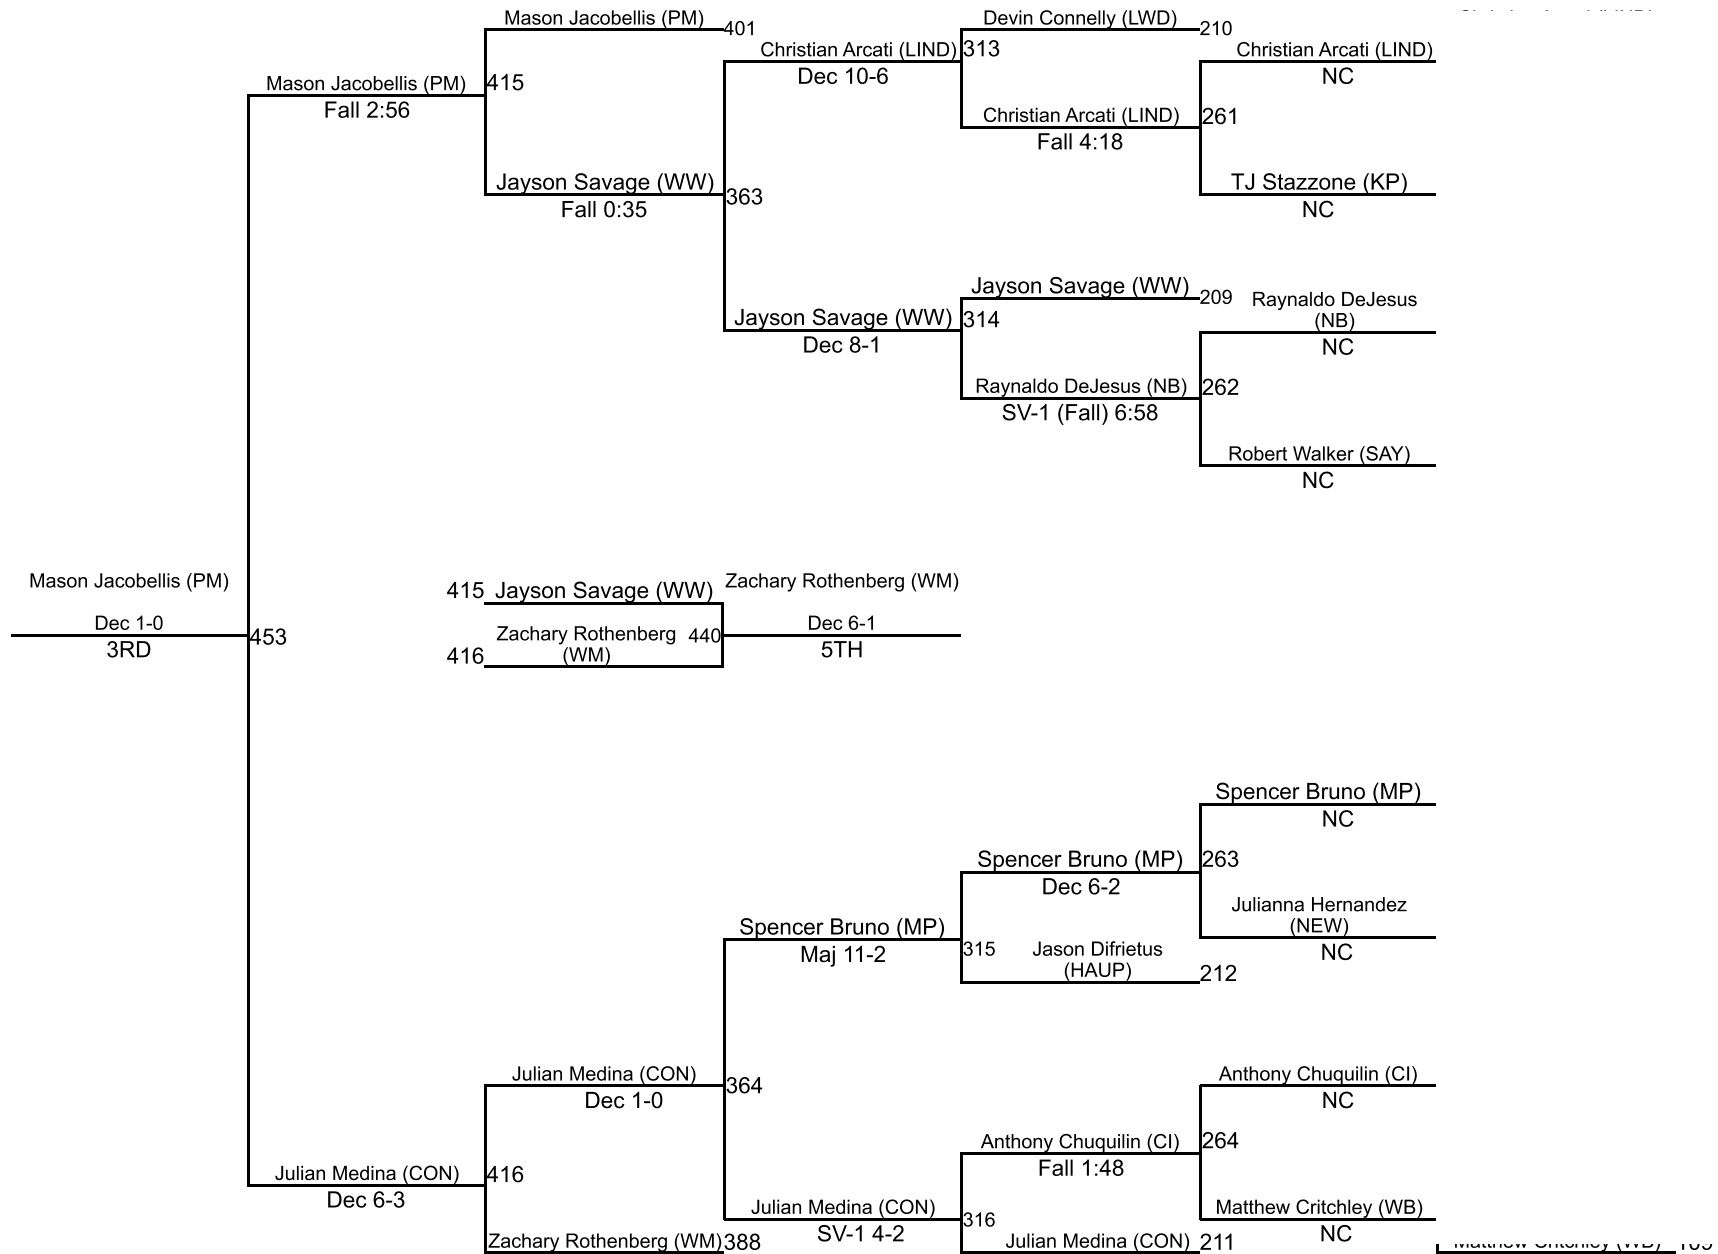 Mason Jacobellis (PM)
401
Devin Connelly (LWD)
210
Christian Arcati (LIND)
313
Christian Arcati (LIND)
Dec 10-6
NC
Mason Jacobellis (PM)
415
Fall 2:56
Christian Arcati (LIND)
261
Fall 4:18
Jayson Savage (WW)
363
TJ Stazzone (KP)
Fall 0:35
NC
Jayson Savage (WW)
209
Raynaldo DeJesus
(NB)
Jayson Savage (WW)
314
Dec 8-1
NC
Raynaldo DeJesus (NB)
262
SV-1 (Fall) 6:58
Robert Walker (SAY)
NC
Mason Jacobellis (PM)
Dec 1-0
3RD
453
415
Jayson Savage (WW)
Zachary Rothenberg (WM)
416
Zachary Rothenberg
(WM)
440
Dec 6-1
5TH
Spencer Bruno (MP)
NC
Spencer Bruno (MP)
263
Dec 6-2
Julianna Hernandez
(NEW)
NC
Spencer Bruno (MP)
Maj 11-2
315
Jason Difrietus
(HAUP)
212
Julian Medina (CON)
364
Dec 1-0
Anthony Chuquilin (CI)
NC
Anthony Chuquilin (CI)
264
Fall 1:48
Julian Medina (CON)
416
Dec 6-3
Julian Medina (CON)
316
SV-1 4-2
Matthew Critchley (WB)
NC
Zachary Rothenberg (WM)
388
Julian Medina (CON)
211